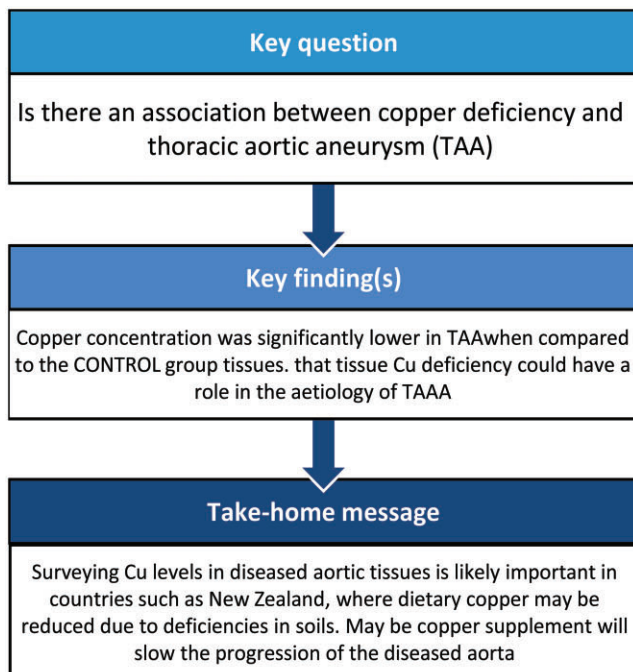 Key question
Is there an association between copper deficiency and
thoracic aortic aneurysm (TAA)
Key finding(s)
Copper concentration was significantly lower in TAAwhen compared
to the CONTROL group tissues. that tissue Cu deficiency could have a
role in the aetiology of TAAA
Take-home message
Surveying Cu levels in diseased aortic tissues is likely important in
countries such as New Zealand, where dietary copper may be
reduced due to deficiencies in soils. May be copper supplement will
slow the progression of the diseased aorta